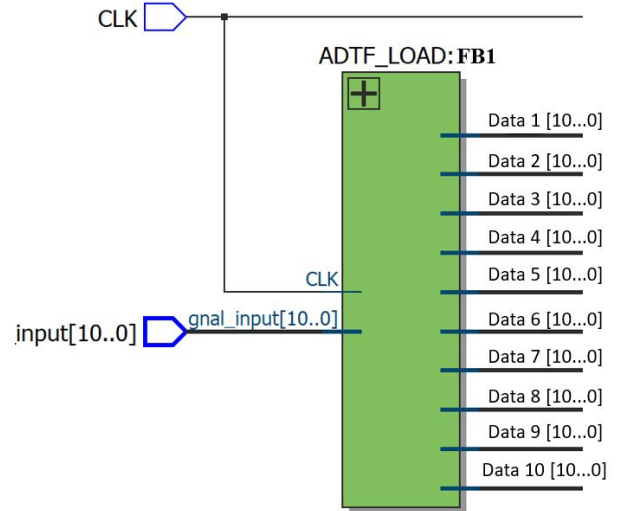 CLK
ADTF_LOAD:FB1
Data 1 [10...0]
Data 2 [10...0]
Data 3 [10...0]
Data 4 [10...0]
CLK
Data 5 [10...0]
input[10..0]
gnal_input[10..0]
Data 6 [10...0]
Data 7 [10...0]
Data 8 [10...0]
Data 9 [10...0]
Data 10 [10...0]